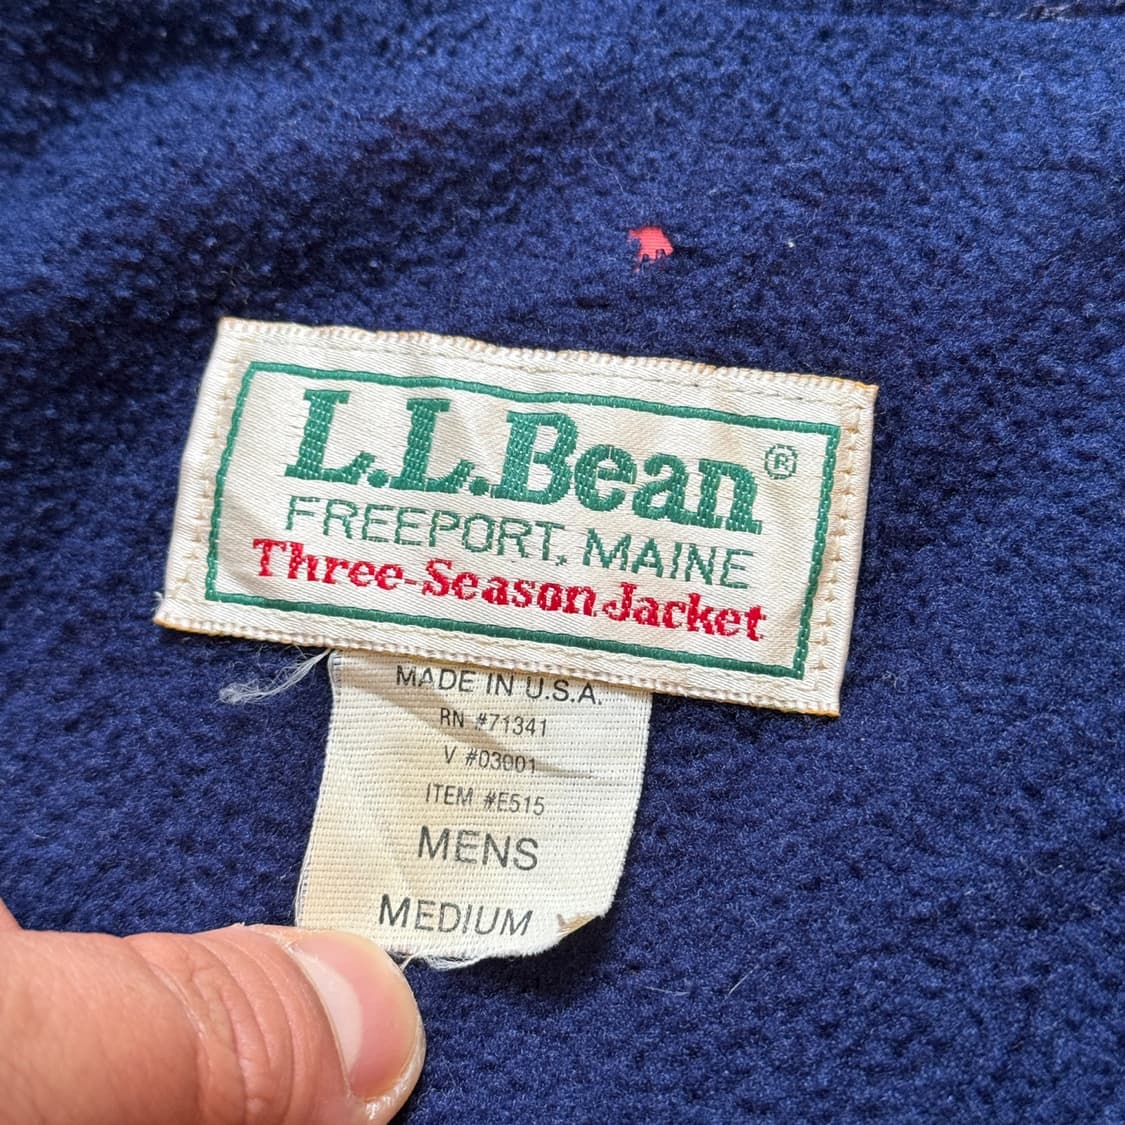 L.L.Bean®
FREEPORT, MAINE
Three-Season Jacket
MADE IN U.S.A.
RN #71341
V #03001
ITEM #E515
MENS
MEDIUM